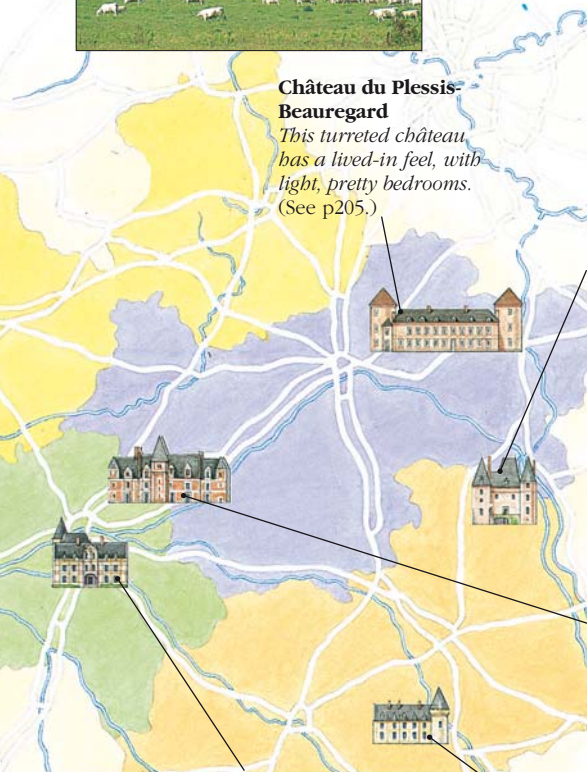 Château du Plessis-
Beauregard
This turreted château
has a lived-in feel, with
light, pretty bedrooms.
(See p205.)